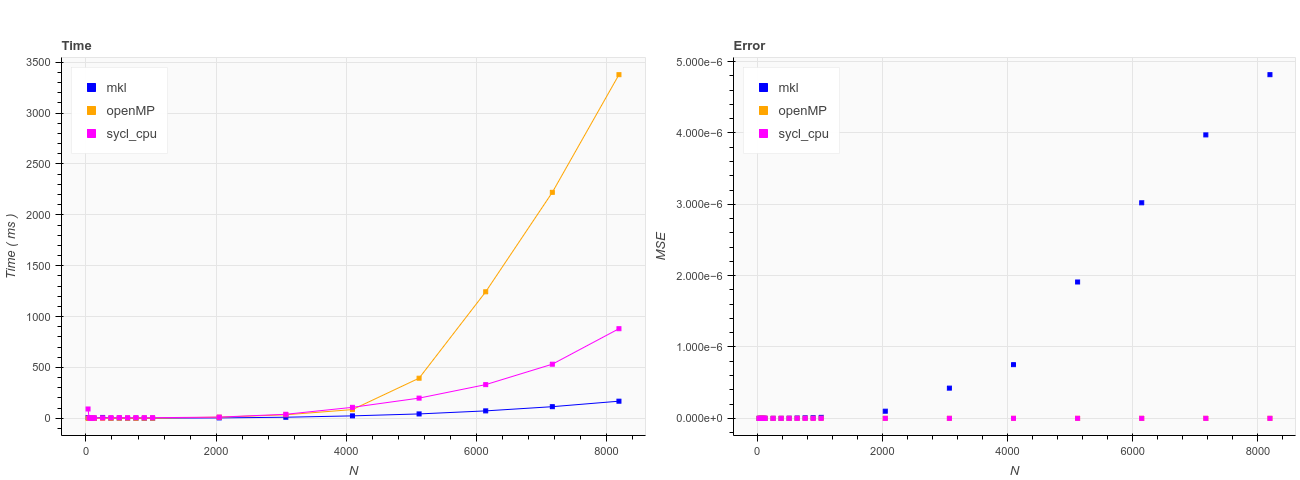 Time
3500
3000
2500
2000
1500
1000
500
0
Time ( ms )
mkl
openMP
sycl_cpu
0
2000
4000
6000
8000
N
Error
5.000e−6
4.000e−6
3.000e−6
2.000e−6
1.000e−6
0.000e+0
MSE
mkl
openMP
sycl_cpu
0
2000
4000
6000
8000
N